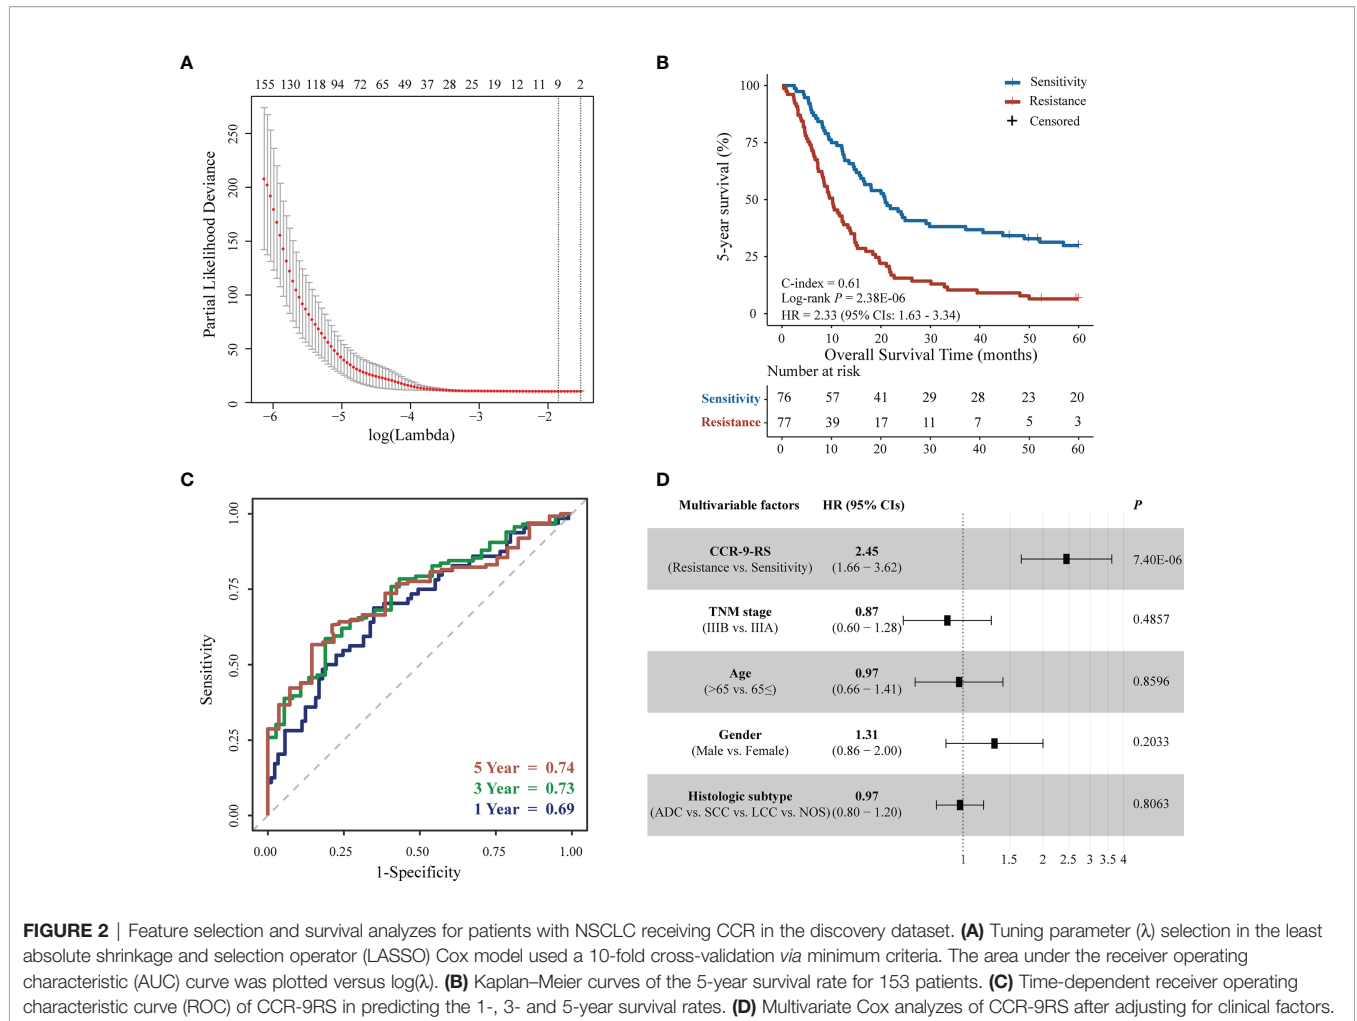 A
155 130 118 94 72 65 49 37 28 25 19 12 11 9 2
Partial Likelihood Deviance
250
200
150
100
50
0
−6 −5 −4 −3 −2
log(Lambda)
B
5-year survival (%)
100
75
50
25
0
Sensitivity
Resistance
Censored
C-index = 0.61
Log-rank P = 2.38E-06
HR = 2.33 (95% CIs: 1.63 - 3.34)
0 10 20 30 40 50 60
Overall Survival Time (months)
Number at risk
Sensitivity 76 57 41 29 28 23 20
Resistance 77 39 17 11 7 5 3
0 10 20 30 40 50 60
C
Sensitivity
1.00
0.75
0.50
0.25
0.00
5 Year = 0.74
3 Year = 0.73
1 Year = 0.69
0.00 0.25 0.50 0.75 1.00
1-Specificity
D
Multivariable factors HR (95% CIs) P
CCR-9-RS 2.45
(Resistance vs. Sensitivity) (1.66 − 3.62) 7.40E-06
TNM stage 0.87
(IIIB vs. IIIA) (0.60 − 1.28) 0.4857
Age 0.97
(>65 vs. 65≤) (0.66 − 1.41) 0.8596
Gender 1.31
(Male vs. Female) (0.86 − 2.00) 0.2033
Histologic subtype 0.97
(ADC vs. SCC vs. LCC vs. NOS) (0.80 − 1.20) 0.8063
1 1.5 2 2.5 3 3.5 4
FIGURE 2 | Feature selection and survival analyzes for patients with NSCLC receiving CCR in the discovery dataset. (A) Tuning parameter (λ) selection in the least
absolute shrinkage and selection operator (LASSO) Cox model used a 10-fold cross-validation via minimum criteria. The area under the receiver operating
characteristic (AUC) curve was plotted versus log(λ). (B) Kaplan–Meier curves of the 5-year survival rate for 153 patients. (C) Time-dependent receiver operating
characteristic curve (ROC) of CCR-9RS in predicting the 1-, 3- and 5-year survival rates. (D) Multivariate Cox analyzes of CCR-9RS after adjusting for clinical factors.